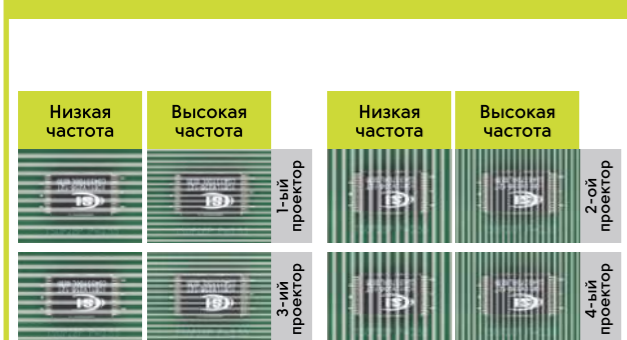 Низкая
частота
Высокая
частота
Низкая
частота
Высокая
частота
1-ый
проектор
2-ой
проектор
3-ий
проектор
4-ый
проектор